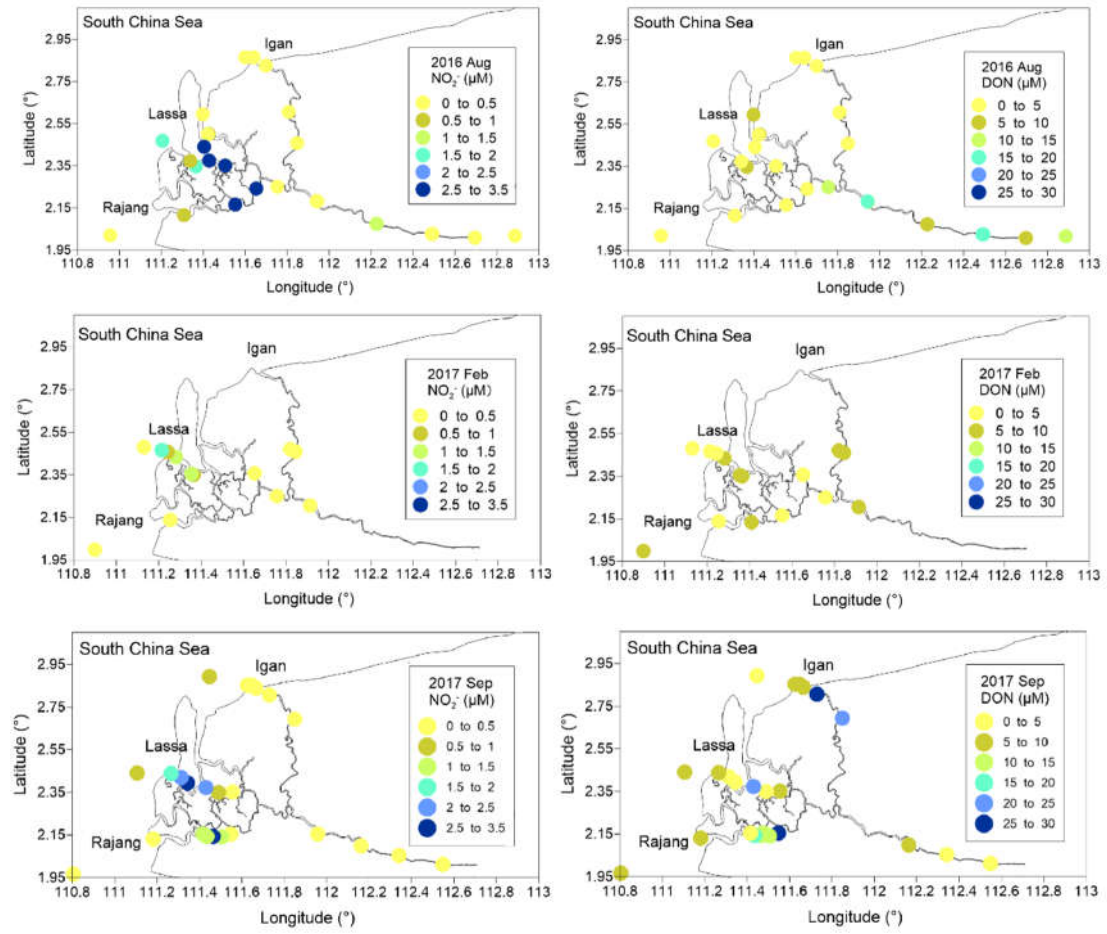 South China Sea
Igan
Lassa
Rajang
2016 Aug
NO₂⁻ (µM)
0 to 0.5
0.5 to 1
1 to 1.5
1.5 to 2
2 to 2.5
2.5 to 3.5
Latitude (°)
2.95
2.75
2.55
2.35
2.15
1.95
110.8 111 111.2 111.4 111.6 111.8 112 112.2 112.4 112.6 112.8 113
Longitude (°)
South China Sea
Igan
Lassa
Rajang
2016 Aug
DON (µM)
0 to 5
5 to 10
10 to 15
15 to 20
20 to 25
25 to 30
Latitude (°)
2.95
2.75
2.55
2.35
2.15
1.95
110.8 111 111.2 111.4 111.6 111.8 112 112.2 112.4 112.6 112.8 113
Longitude (°)
South China Sea
Igan
Lassa
Rajang
2017 Feb
NO₂⁻ (µM)
0 to 0.5
0.5 to 1
1 to 1.5
1.5 to 2
2 to 2.5
2.5 to 3.5
Latitude (°)
2.95
2.75
2.55
2.35
2.15
1.95
110.8 111 111.2 111.4 111.6 111.8 112 112.2 112.4 112.6 112.8 113
Longitude (°)
South China Sea
Igan
Lassa
Rajang
2017 Feb
DON (µM)
0 to 5
5 to 10
10 to 15
15 to 20
20 to 25
25 to 30
Latitude (°)
2.95
2.75
2.55
2.35
2.15
1.95
110.8 111 111.2 111.4 111.6 111.8 112 112.2 112.4 112.6 112.8 113
Longitude (°)
South China Sea
Igan
Lassa
Rajang
2017 Sep
NO₂⁻ (µM)
0 to 0.5
0.5 to 1
1 to 1.5
1.5 to 2
2 to 2.5
2.5 to 3.5
Latitude (°)
2.95
2.75
2.55
2.35
2.15
1.95
110.8 111 111.2 111.4 111.6 111.8 112 112.2 112.4 112.6 112.8 113
Longitude (°)
South China Sea
Igan
Lassa
Rajang
2017 Sep
DON (µM)
0 to 5
5 to 10
10 to 15
15 to 20
20 to 25
25 to 30
Latitude (°)
2.95
2.75
2.55
2.35
2.15
1.95
110.8 111 111.2 111.4 111.6 111.8 112 112.2 112.4 112.6 112.8 113
Longitude (°)